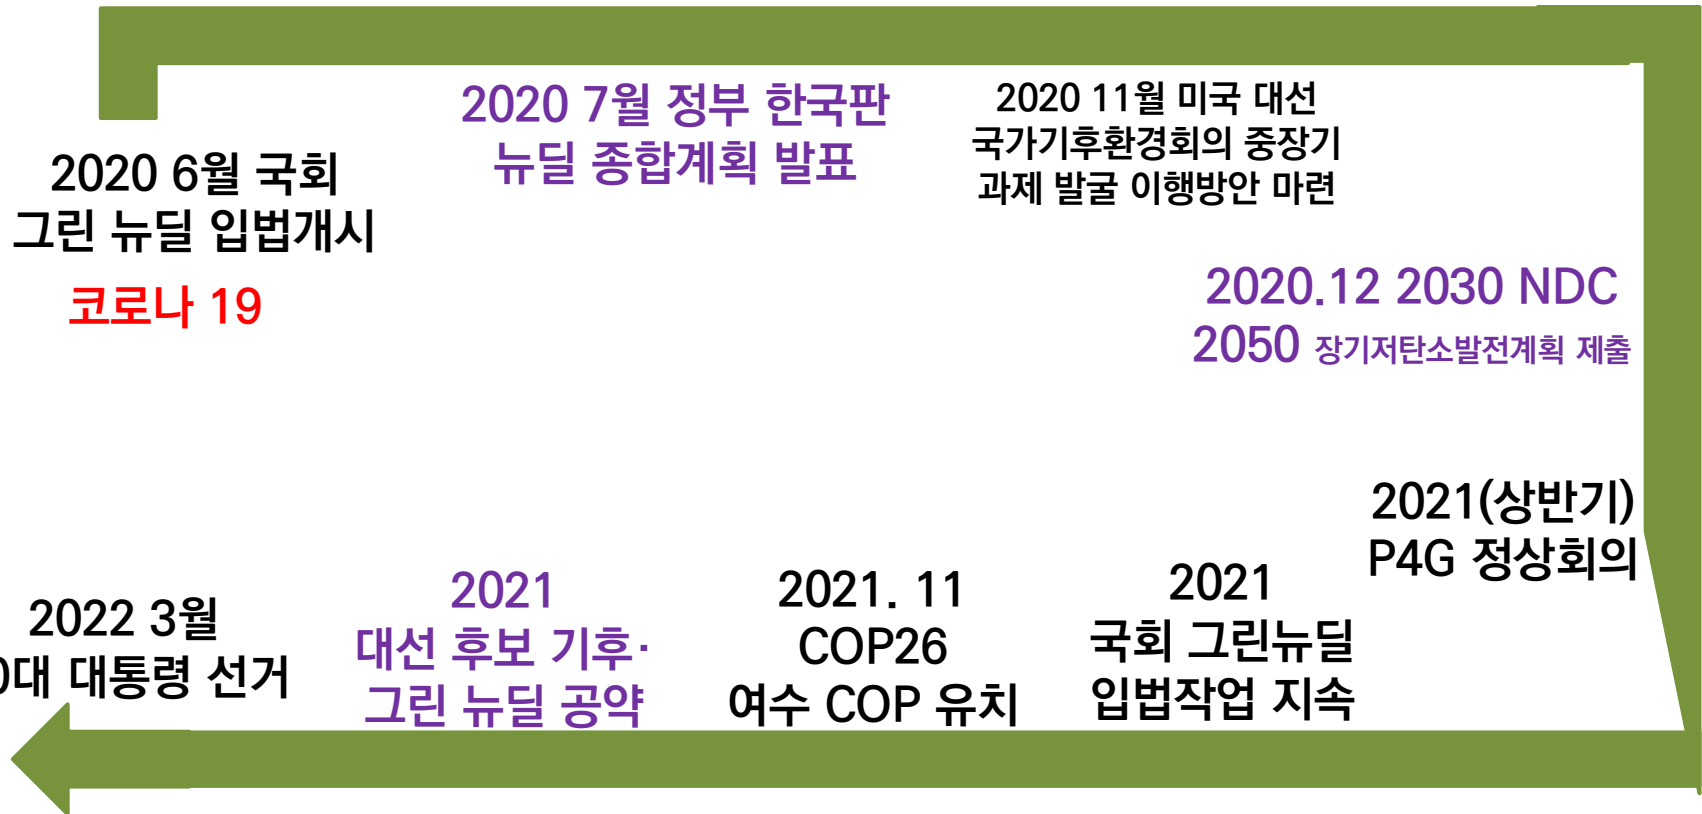 2020 6월 국회
그린 뉴딜 입법개시
코로나 19
2020 7월 정부 한국판
뉴딜 종합계획 발표
2020 11월 미국 대선
국가기후환경회의 중장기
과제 발굴 이행방안 마련
2020.12 2030 NDC
2050 장기저탄소발전계획 제출
2021(상반기)
P4G 정상회의
2021
국회 그린뉴딜
입법작업 지속
2021. 11
COP26
여수 COP 유치
2021
대선 후보 기후·
그린 뉴딜 공약
2022 3월
0대 대통령 선거